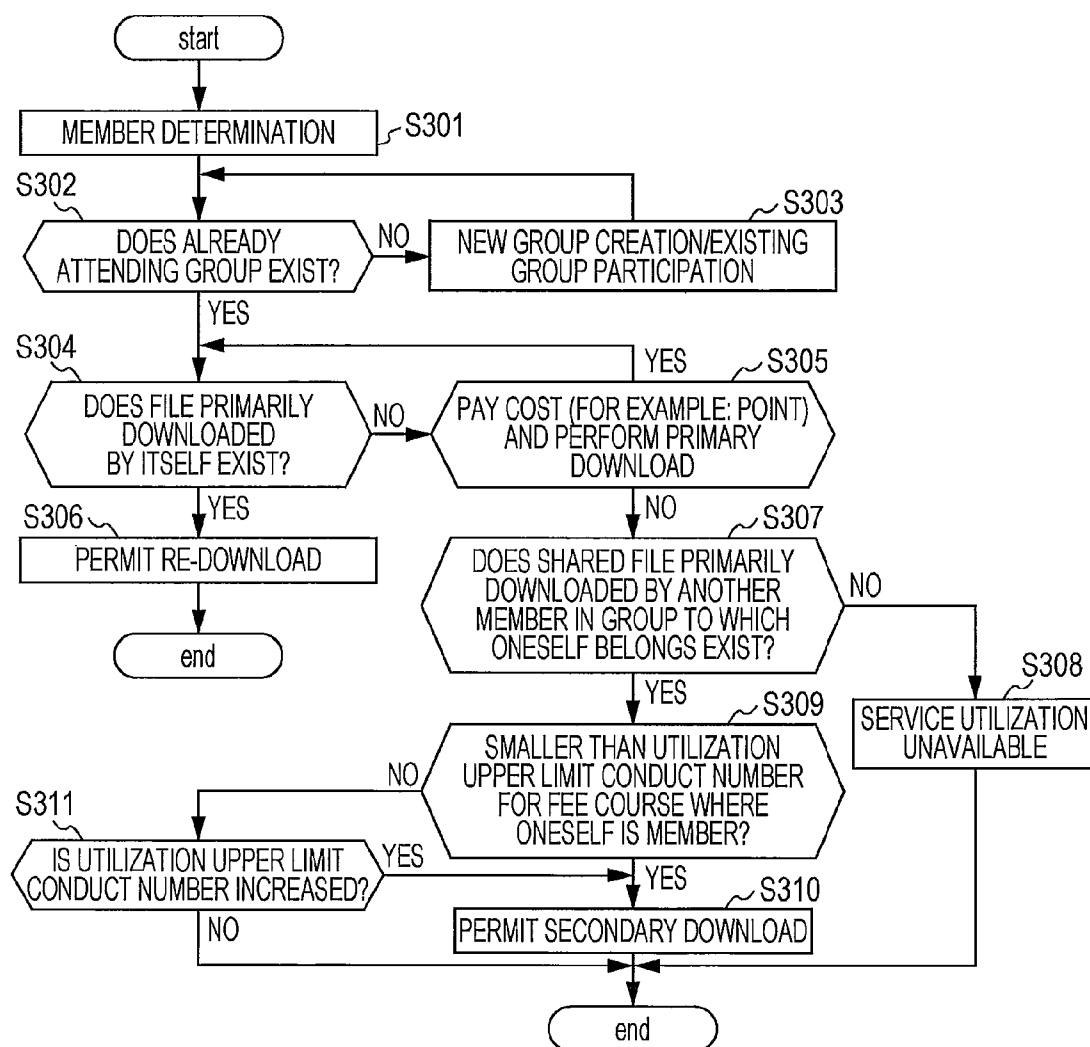 start
MEMBER DETERMINATION
S301
S302
DOES ALREADY
ATTENDING GROUP EXIST?
NO
S303
NEW GROUP CREATION/EXISTING
GROUP PARTICIPATION
YES
S304
DOES FILE PRIMARILY
DOWNLOADED
BY ITSELF EXIST?
NO
YES
S305
PAY COST (FOR EXAMPLE: POINT)
AND PERFORM PRIMARY
DOWNLOAD
YES
NO
S306
PERMIT RE-DOWNLOAD
end
S307
DOES SHARED FILE PRIMARILY
DOWNLOADED BY ANOTHER
MEMBER IN GROUP TO WHICH
ONESELF BELONGS EXIST?
NO
YES
S308
SERVICE UTILIZATION
UNAVAILABLE
S309
SMALLER THAN UTILIZATION
UPPER LIMIT CONDUCT NUMBER
FOR FEE COURSE WHERE
ONESELF IS MEMBER?
NO
YES
S311
IS UTILIZATION UPPER LIMIT
CONDUCT NUMBER INCREASED?
YES
NO
S310
PERMIT SECONDARY DOWNLOAD
end